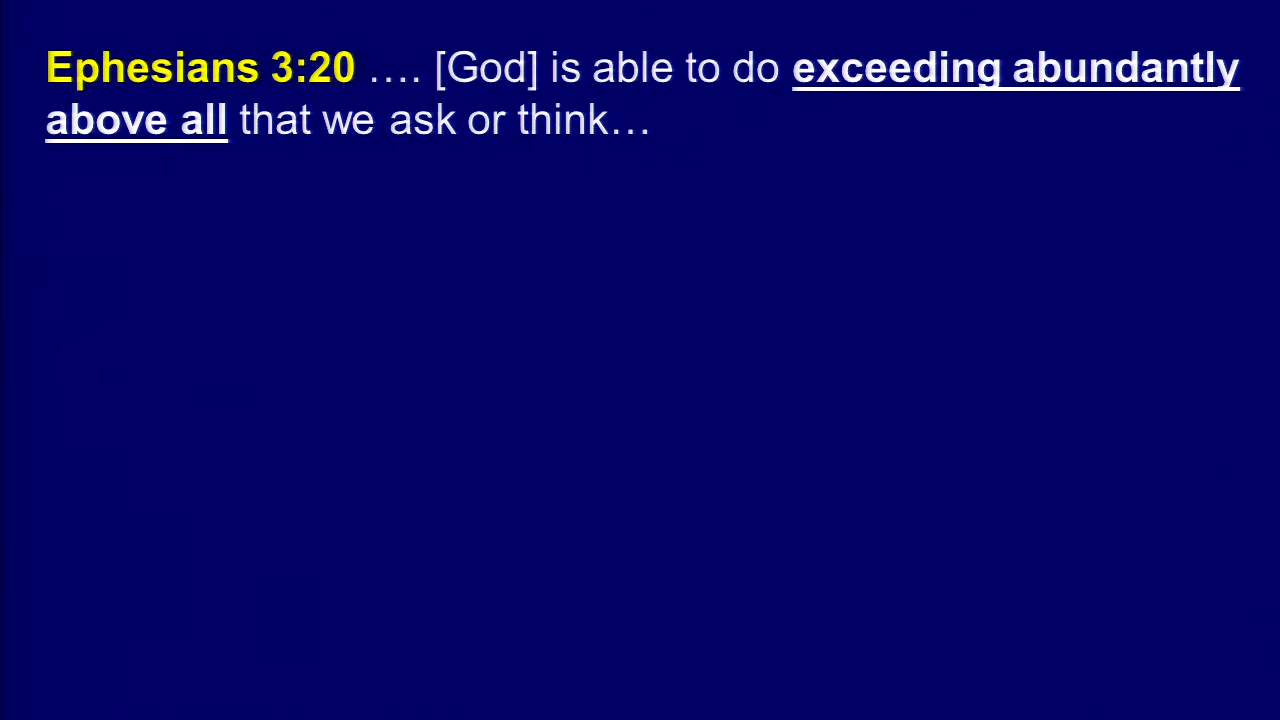 Ephesians 3:20 …. [God] is able to do exceeding abundantly
above all that we ask or think…